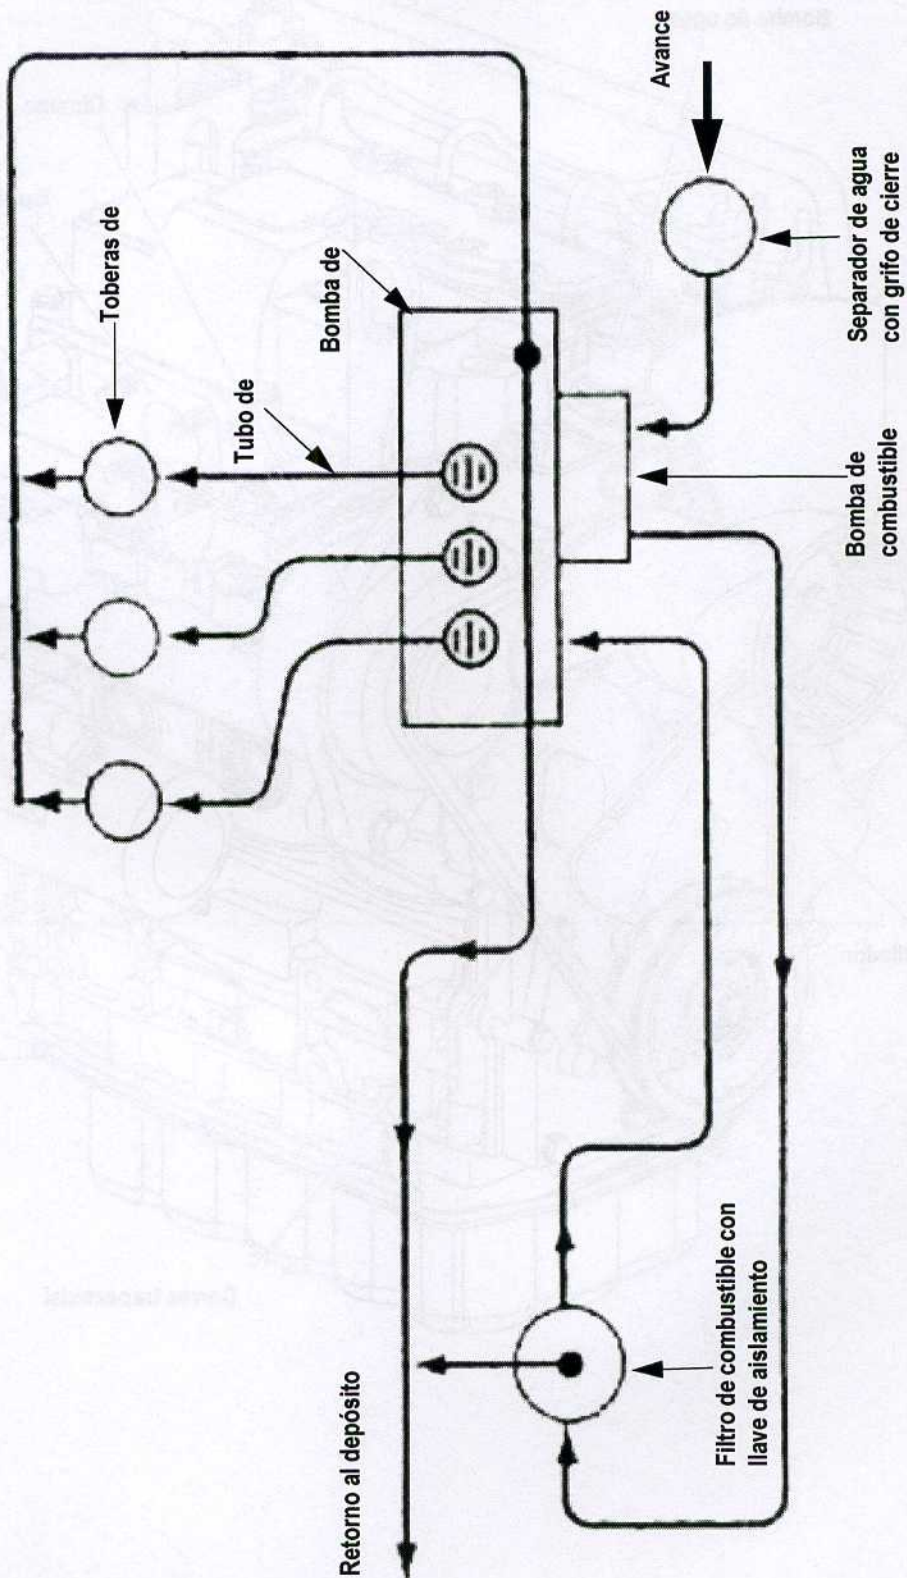 Toberas de
Tubo de
Bomba de
Avance
Separador de agua
con grifo de cierre
Bomba de
combustible
Retorno al depósito
Filtro de combustible con
llave de aislamiento